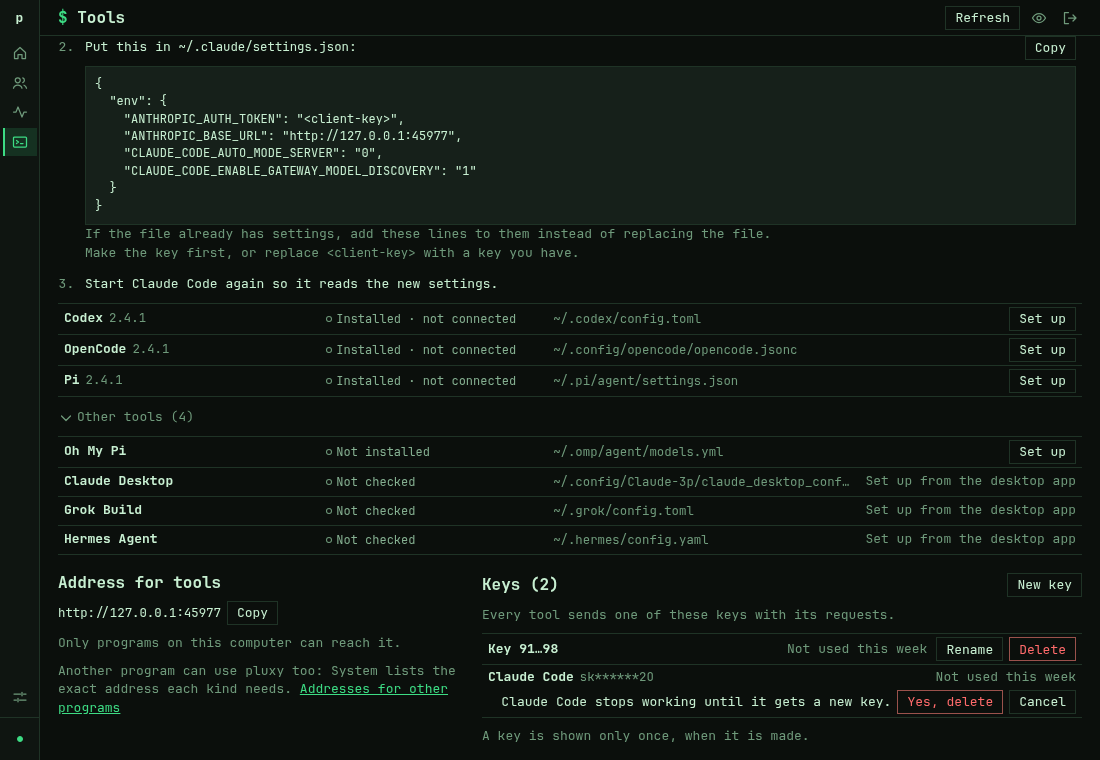 p
$ Tools
Refresh
2. Put this in ~/.claude/settings.json:
Copy
{
"env": {
"ANTHROPIC_AUTH_TOKEN": "<client-key>",
"ANTHROPIC_BASE_URL": "http://127.0.0.1:45977",
"CLAUDE_CODE_AUTO_MODE_SERVER": "0",
"CLAUDE_CODE_ENABLE_GATEWAY_MODEL_DISCOVERY": "1"
}
}
If the file already has settings, add these lines to them instead of replacing the file.
Make the key first, or replace <client-key> with a key you have.
3. Start Claude Code again so it reads the new settings.
Codex 2.4.1 Installed · not connected ~/.codex/config.toml Set up
OpenCode 2.4.1 Installed · not connected ~/.config/opencode/opencode.jsonc Set up
Pi 2.4.1 Installed · not connected ~/.pi/agent/settings.json Set up
Other tools (4)
Oh My Pi Not installed ~/.omp/agent/models.yml Set up
Claude Desktop Not checked ~/.config/Claude-3p/claude_desktop_conf… Set up from the desktop app
Grok Build Not checked ~/.grok/config.toml Set up from the desktop app
Hermes Agent Not checked ~/.hermes/config.yaml Set up from the desktop app
Address for tools
http://127.0.0.1:45977 Copy
Only programs on this computer can reach it.
Another program can use pluxy too: System lists the
exact address each kind needs. Addresses for other
programs
Keys (2)
New key
Every tool sends one of these keys with its requests.
Key 91…98 Not used this week Rename Delete
Claude Code sk******20 Not used this week
Claude Code stops working until it gets a new key. Yes, delete Cancel
A key is shown only once, when it is made.